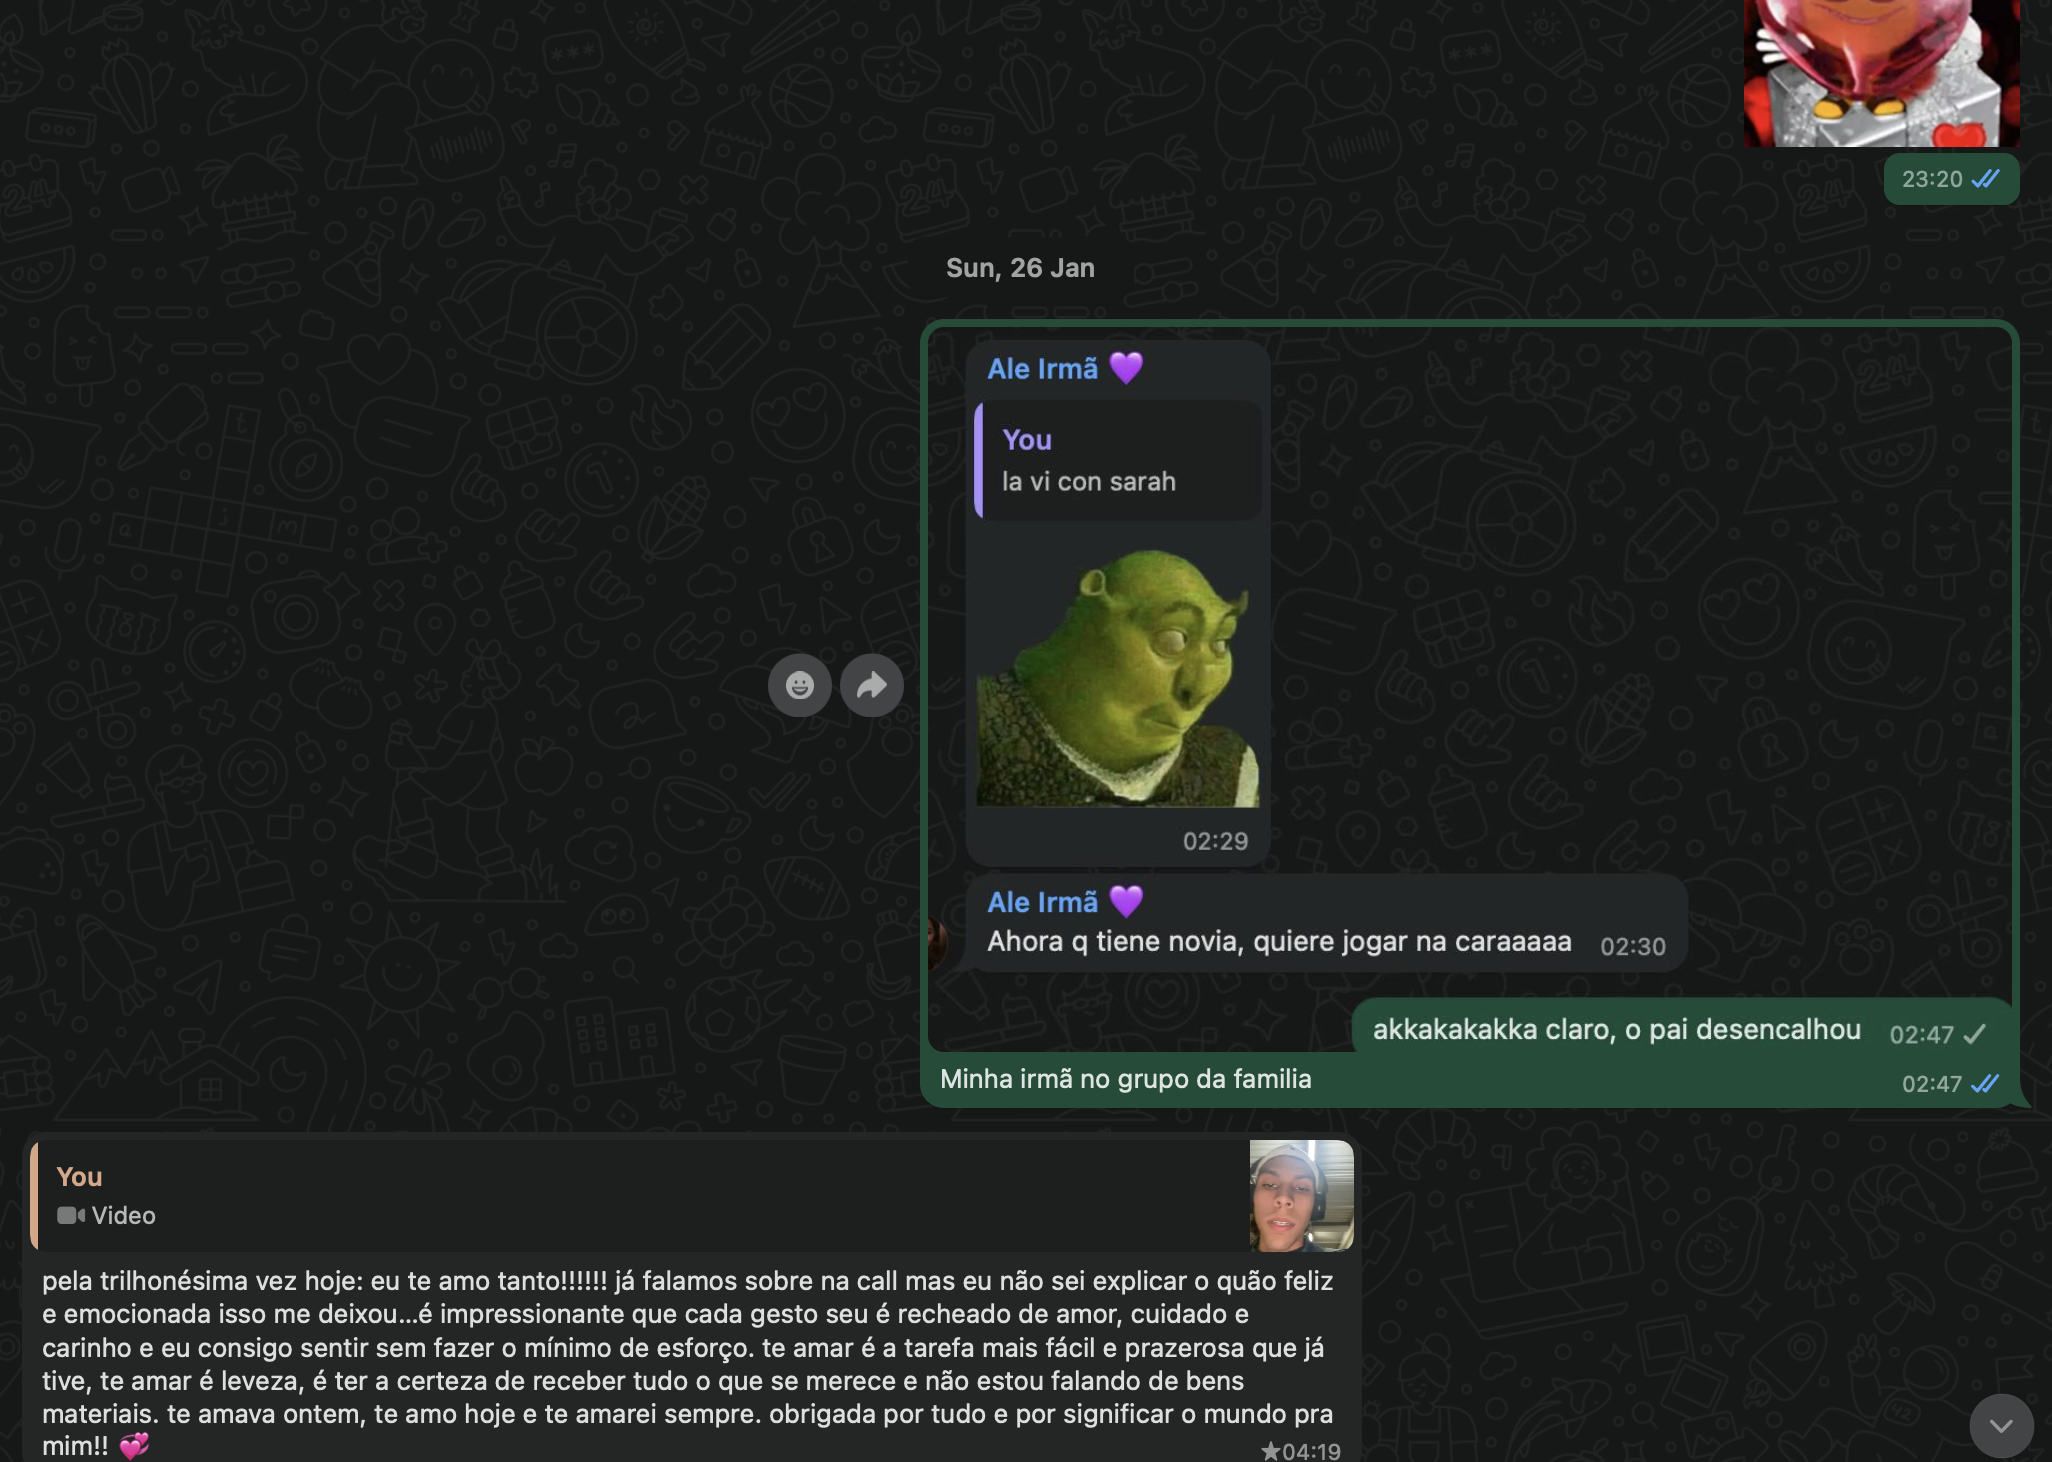 23:20
Sun, 26 Jan
Ale Irmã 💜
You
la vi con sarah
02:29
Ale Irmã 💜
Ahora q tiene novia, quiere jogar na caraaaaa 02:30
akkakakakka claro, o pai desencalhou 02:47
Minha irmã no grupo da familia 02:47
You
Video
pela trilhonésima vez hoje: eu te amo tanto!!!!!! já falamos sobre na call mas eu não sei explicar o quão feliz
e emocionada isso me deixou...é impressionante que cada gesto seu é recheado de amor, cuidado e
carinho e eu consigo sentir sem fazer o mínimo de esforço. te amar é a tarefa mais fácil e prazerosa que já
tive, te amar é leveza, é ter a certeza de receber tudo o que se merece e não estou falando de bens
materiais. te amava ontem, te amo hoje e te amarei sempre. obrigada por tudo e por significar o mundo pra
mim!! 💞 ★04:19